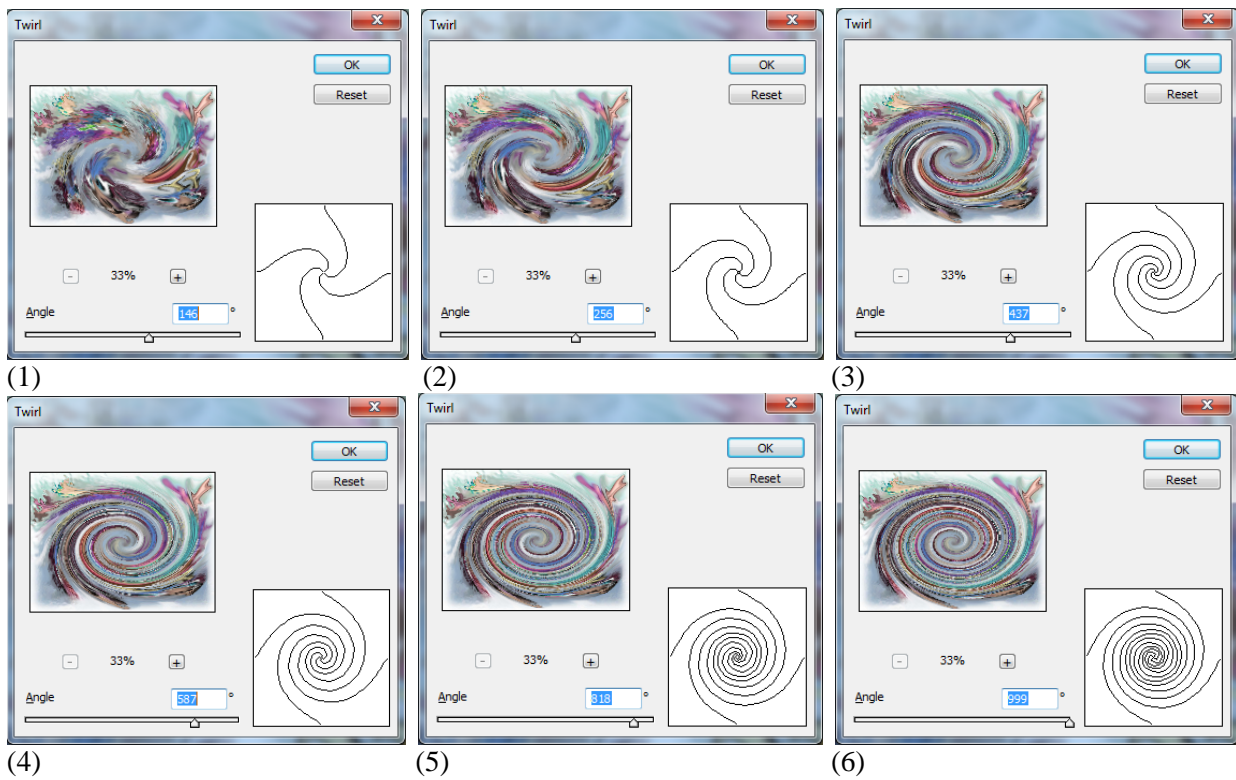 Twirl
OK
Reset
- 33% +
Angle 146 °
(1)
Twirl
OK
Reset
- 33% +
Angle 256 °
(2)
Twirl
OK
Reset
- 33% +
Angle 437 °
(3)
Twirl
OK
Reset
- 33% +
Angle 587 °
(4)
Twirl
OK
Reset
- 33% +
Angle 818 °
(5)
Twirl
OK
Reset
- 33% +
Angle 999 °
(6)